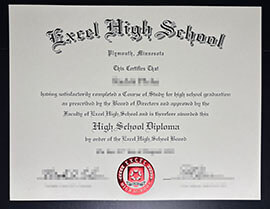 Excel High School
Plymouth, Minnesota
This Certifies That
having satisfactorily completed a Course of Study for high school graduation
as prescribed by the Board of Directors and approved by the
Faculty of Excel High School and is therefore awarded this
High School Diploma
by order of the Excel High School Board
EXCEL